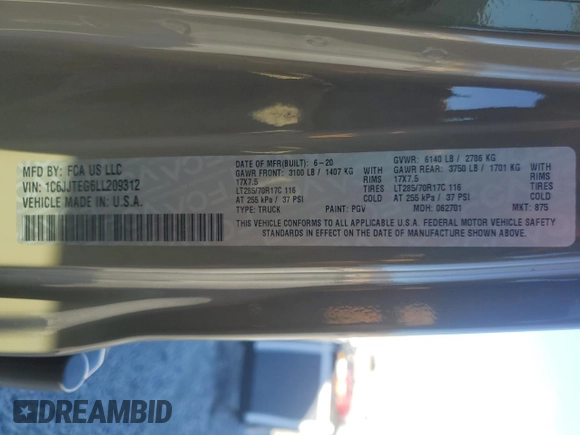 MFD BY: FCA US LLC
VIN: 1C6JJTEG6LL209312
VEHICLE MADE IN: U.S.A.
DATE OF MFR(BUILT): 6-20 GVWR: 6140 LB / 2786 KG
GAWR FRONT: 3100 LB / 1407 KG WITH GAWR REAR: 3750 LB / 1701 KG WITH
17X7.5 RIMS 17X7.5 RIMS
LT285/70R17C 116 TIRES LT285/70R17C 116 TIRES
AT 255 kPa / 37 PSI COLD AT 255 kPa / 37 PSI COLD
TYPE: TRUCK PAINT: PGV MDH: 062701 MKT: 875
THIS VEHICLE CONFORMS TO ALL APPLICABLE U.S.A. FEDERAL MOTOR VEHICLE SAFETY
STANDARDS IN EFFECT ON THE DATE OF MANUFACTURE SHOWN ABOVE.
DREAMBID